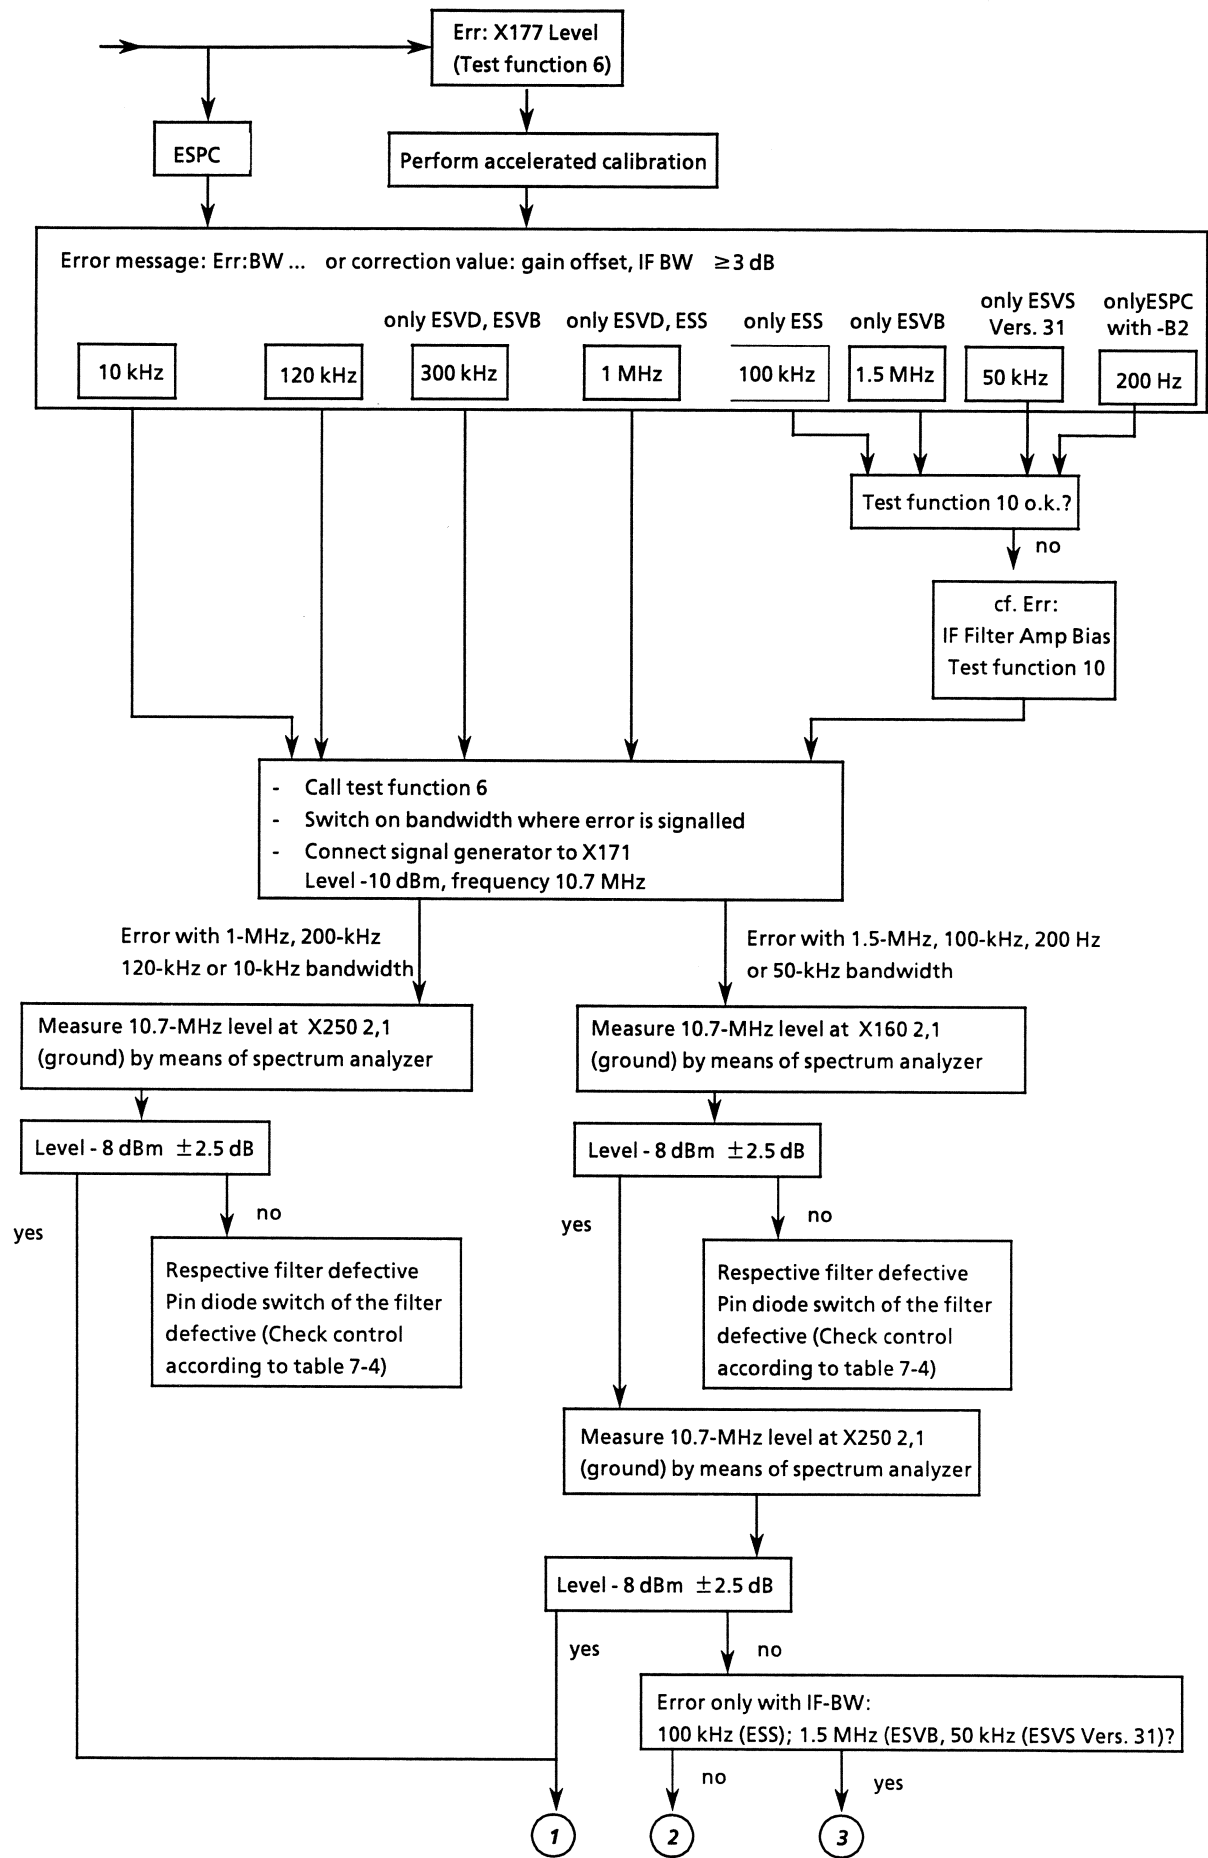 Err: X177 Level
(Test function 6)
ESPC
Perform accelerated calibration
Error message: Err:BW ... or correction value: gain offset, IF BW ≥3 dB
only ESVD, ESVB
only ESVD, ESS
only ESS
only ESVB
only ESVS
Vers. 31
onlyESPC
with -B2
10 kHz
120 kHz
300 kHz
1 MHz
100 kHz
1.5 MHz
50 kHz
200 Hz
Test function 10 o.k.?
no
cf. Err:
IF Filter Amp Bias
Test function 10
- Call test function 6
- Switch on bandwidth where error is signalled
- Connect signal generator to X171
Level -10 dBm, frequency 10.7 MHz
Error with 1-MHz, 200-kHz
120-kHz or 10-kHz bandwidth
Error with 1.5-MHz, 100-kHz, 200 Hz
or 50-kHz bandwidth
Measure 10.7-MHz level at X250 2,1
(ground) by means of spectrum analyzer
Measure 10.7-MHz level at X160 2,1
(ground) by means of spectrum analyzer
Level - 8 dBm ±2.5 dB
Level - 8 dBm ±2.5 dB
yes
no
yes
no
Respective filter defective
Pin diode switch of the filter
defective (Check control
according to table 7-4)
Respective filter defective
Pin diode switch of the filter
defective (Check control
according to table 7-4)
Measure 10.7-MHz level at X250 2,1
(ground) by means of spectrum analyzer
Level - 8 dBm ±2.5 dB
yes
no
Error only with IF-BW:
100 kHz (ESS); 1.5 MHz (ESVB, 50 kHz (ESVS Vers. 31)?
no
yes
1
2
3